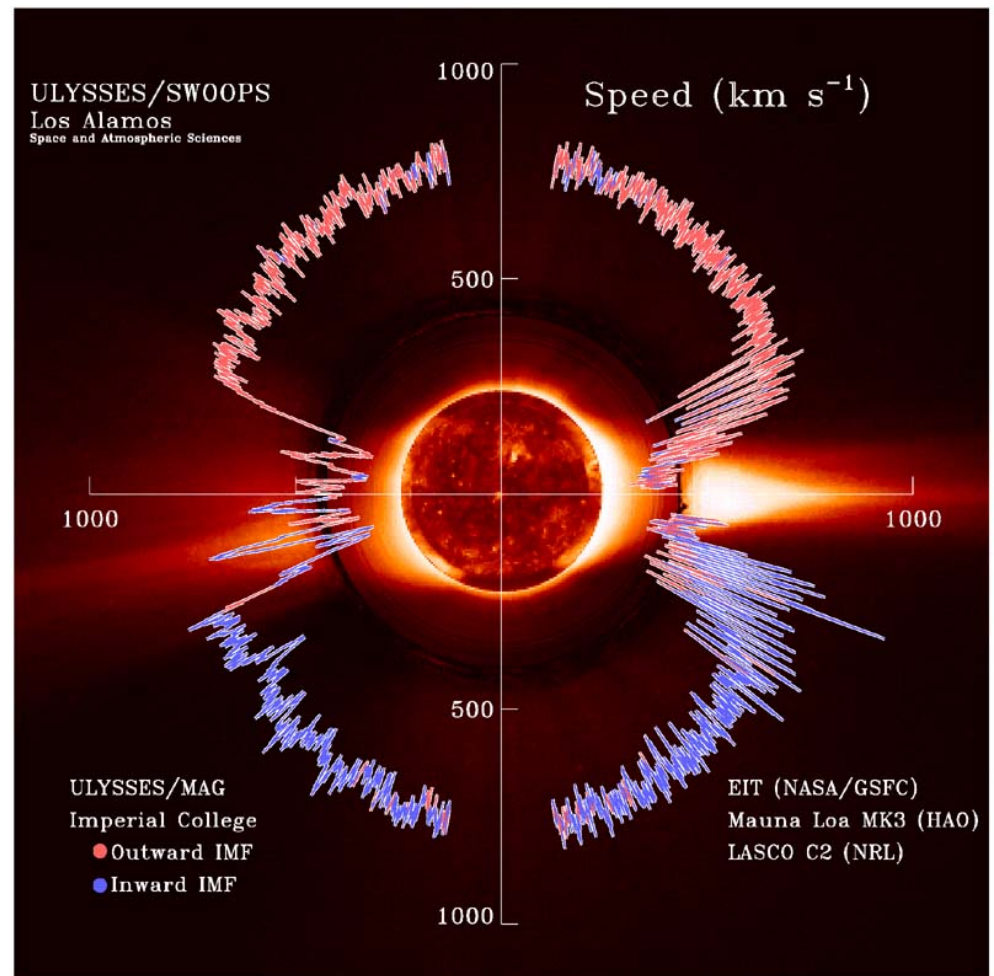 ULYSSES/SWOOPS
Los Alamos
Space and Atmospheric Sciences
Speed (km s⁻¹)
1000
500
1000
1000
500
1000
ULYSSES/MAG
Imperial College
Outward IMF
Inward IMF
EIT (NASA/GSFC)
Mauna Loa MK3 (HAO)
LASCO C2 (NRL)